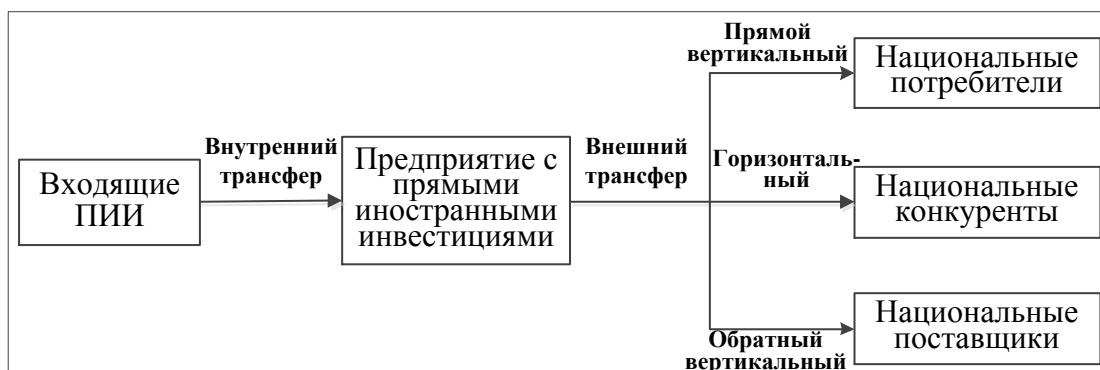 Входящие
ПИИ
Внутренний
трансфер
Предприятие с
прямыми
иностранными
инвестициями
Внешний
трансфер
Прямой
вертикальный
Национальные
потребители
Горизонталь-
ный
Национальные
конкуренты
Обратный
вертикальный
Национальные
поставщики